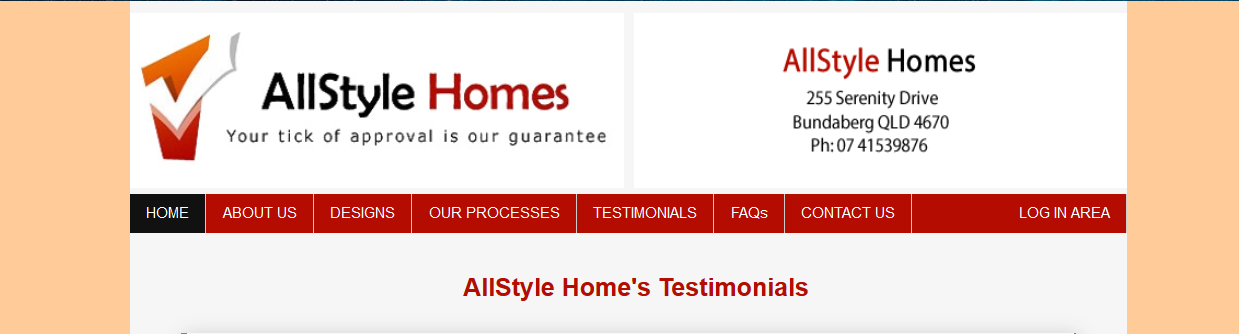 AllStyle Homes
Your tick of approval is our guarantee
AllStyle Homes
255 Serenity Drive
Bundaberg QLD 4670
Ph: 07 41539876
HOME ABOUT US DESIGNS OUR PROCESSES TESTIMONIALS FAQs CONTACT US LOG IN AREA
AllStyle Home's Testimonials